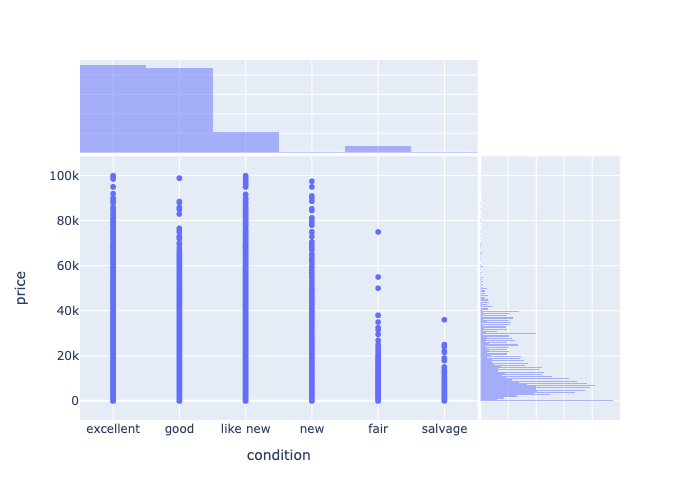 100k
80k
60k
40k
20k
0
price
excellent good like new new fair salvage
condition